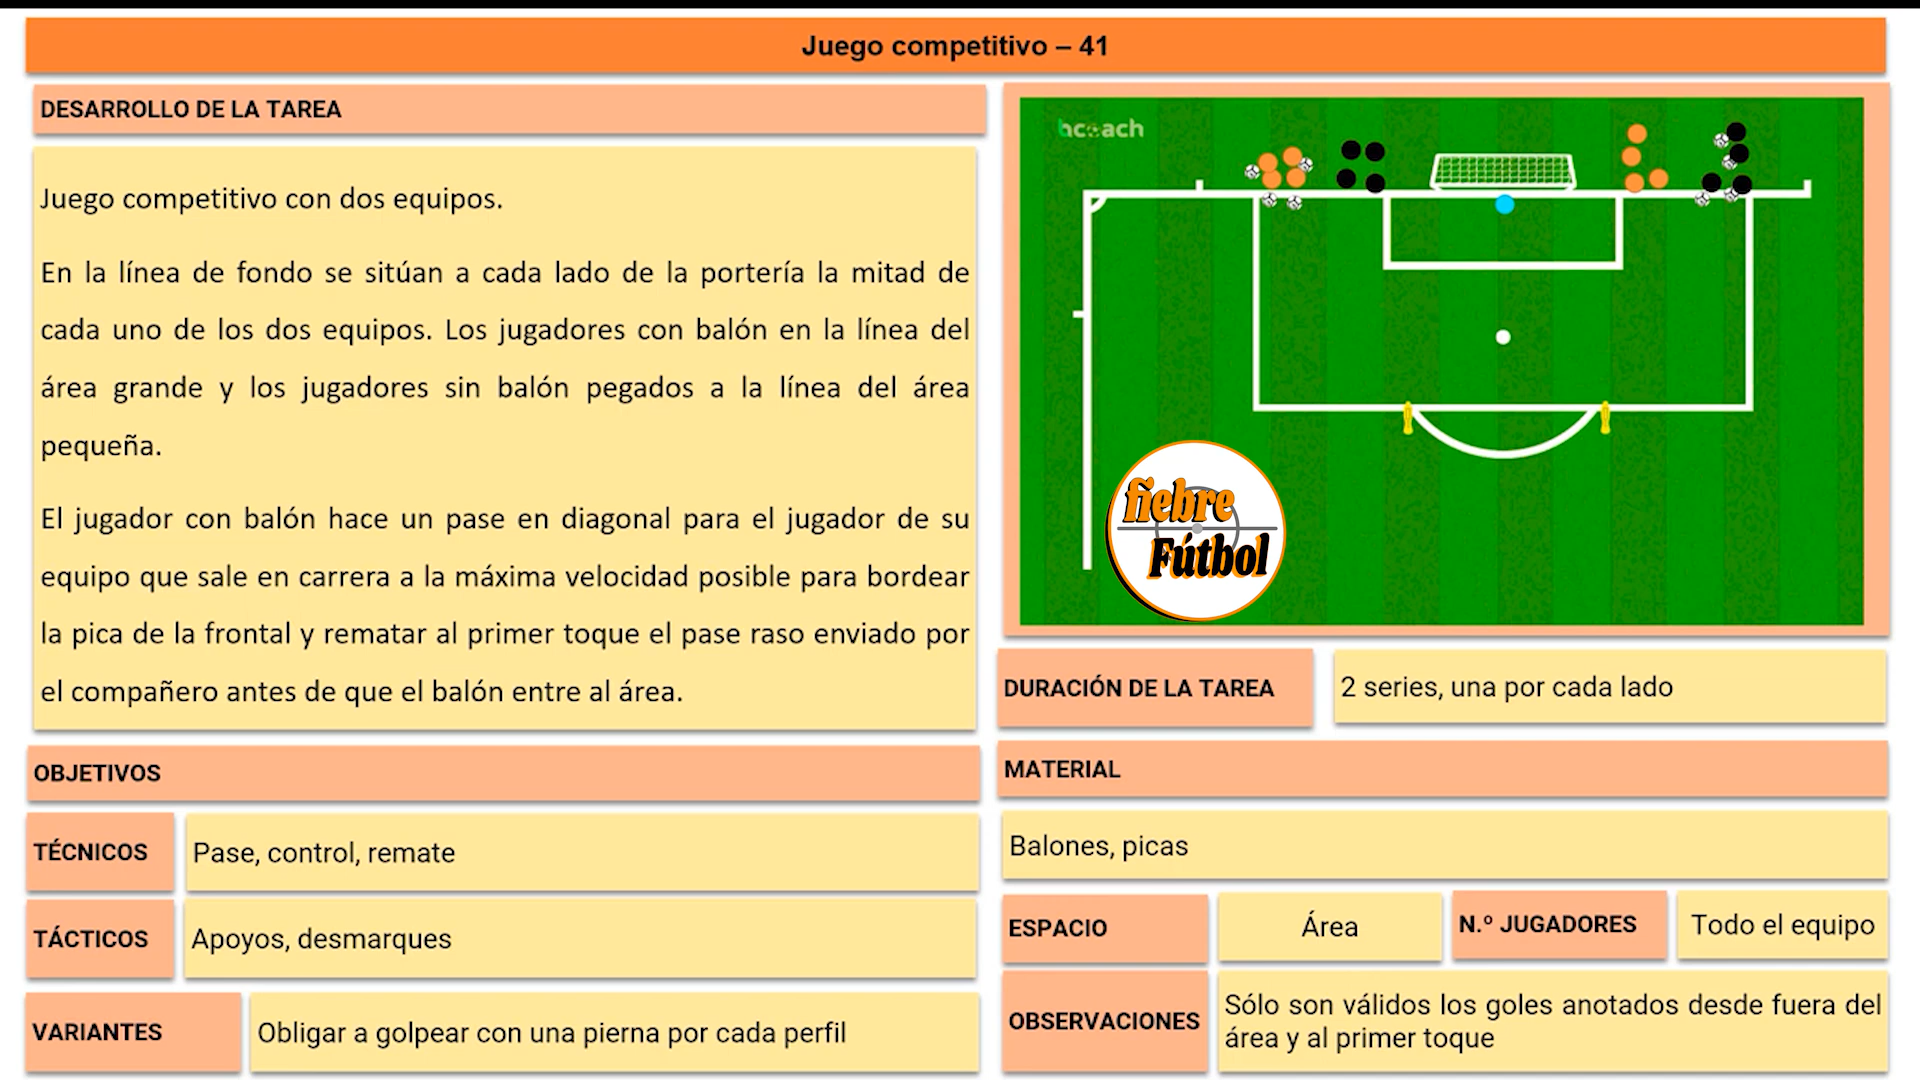 Juego competitivo – 41
DESARROLLO DE LA TAREA
Juego competitivo con dos equipos.
En la línea de fondo se sitúan a cada lado de la portería la mitad de
cada uno de los dos equipos. Los jugadores con balón en la línea del
área grande y los jugadores sin balón pegados a la línea del área
pequeña.
El jugador con balón hace un pase en diagonal para el jugador de su
equipo que sale en carrera a la máxima velocidad posible para bordear
la pica de la frontal y rematar al primer toque el pase raso enviado por
el compañero antes de que el balón entre al área.
hcoach
fiebre
Fútbol
DURACIÓN DE LA TAREA
2 series, una por cada lado
OBJETIVOS
TÉCNICOS
Pase, control, remate
TÁCTICOS
Apoyos, desmarques
VARIANTES
Obligar a golpear con una pierna por cada perfil
MATERIAL
Balones, picas
ESPACIO
Área
N.º JUGADORES
Todo el equipo
OBSERVACIONES
Sólo son válidos los goles anotados desde fuera del
área y al primer toque